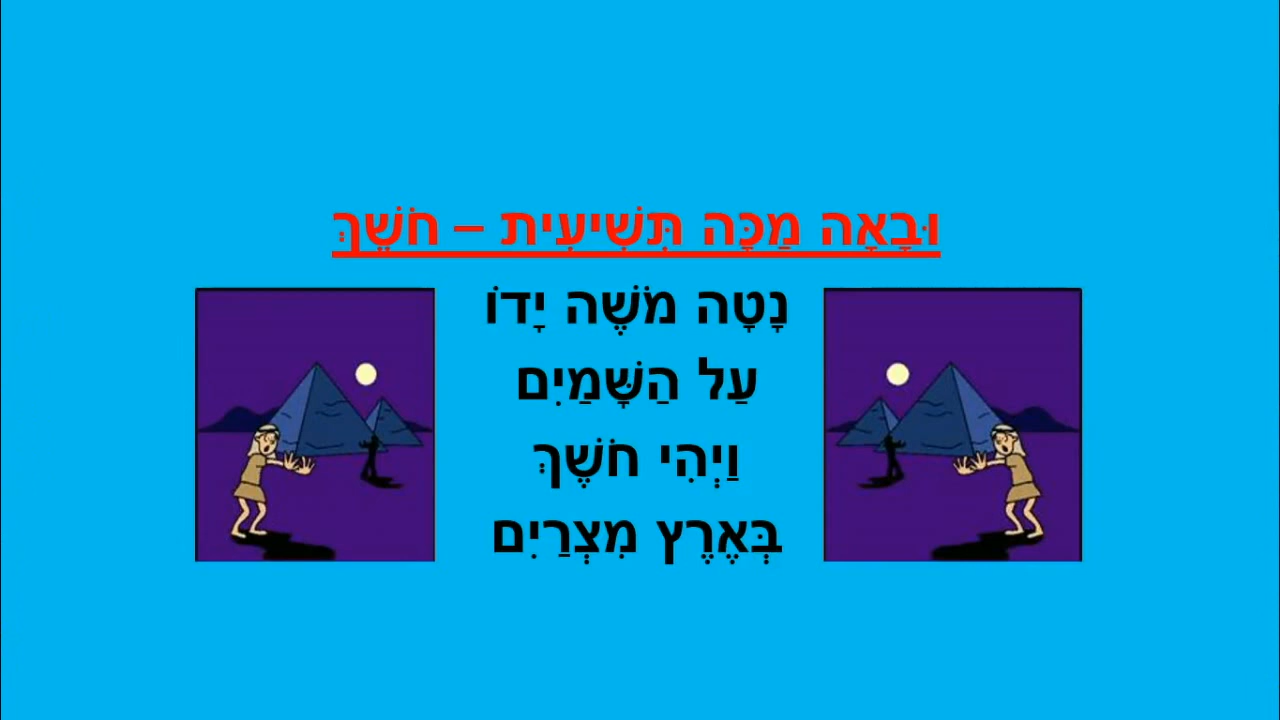 וּבָאָה מַכָּה תְּשִׁיעִית – חֹשֶׁךְ
נָטָה מֹשֶׁה יָדוֹ
עַל הַשָּׁמַיִם
וַיְהִי חֹשֶׁךְ
בְּאֶרֶץ מִצְרַיִם